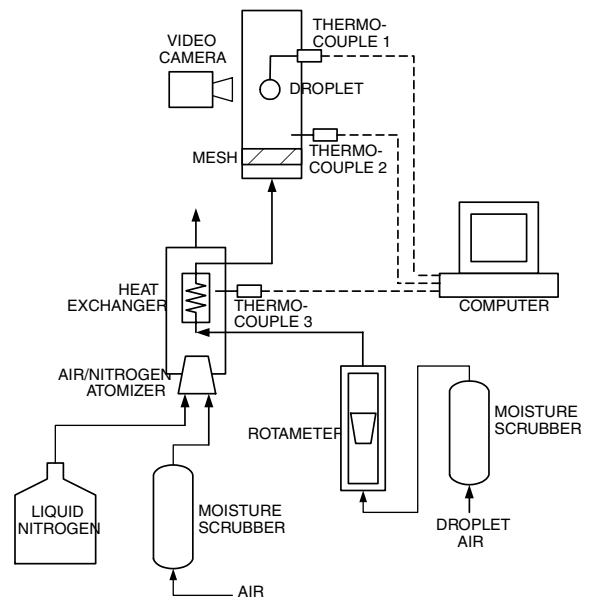 THERMO-
COUPLE 1
VIDEO
CAMERA
DROPLET
MESH
THERMO-
COUPLE 2
HEAT
EXCHANGER
THERMO-
COUPLE 3
COMPUTER
AIR/NITROGEN
ATOMIZER
ROTAMETER
MOISTURE
SCRUBBER
LIQUID
NITROGEN
MOISTURE
SCRUBBER
DROPLET
AIR
AIR